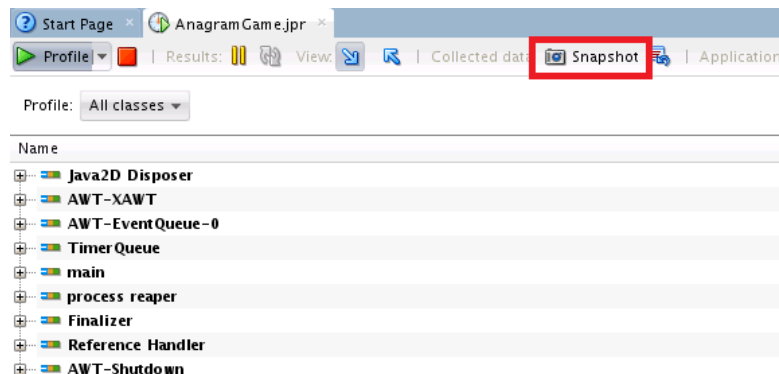 Start Page AnagramGame.jpr
Profile Results: View: Collected data Snapshot Application
Profile: All classes
Name
Java2D Disposer
AWT-XAWT
AWT-EventQueue-0
TimerQueue
main
process reaper
Finalizer
Reference Handler
AWT-Shutdown